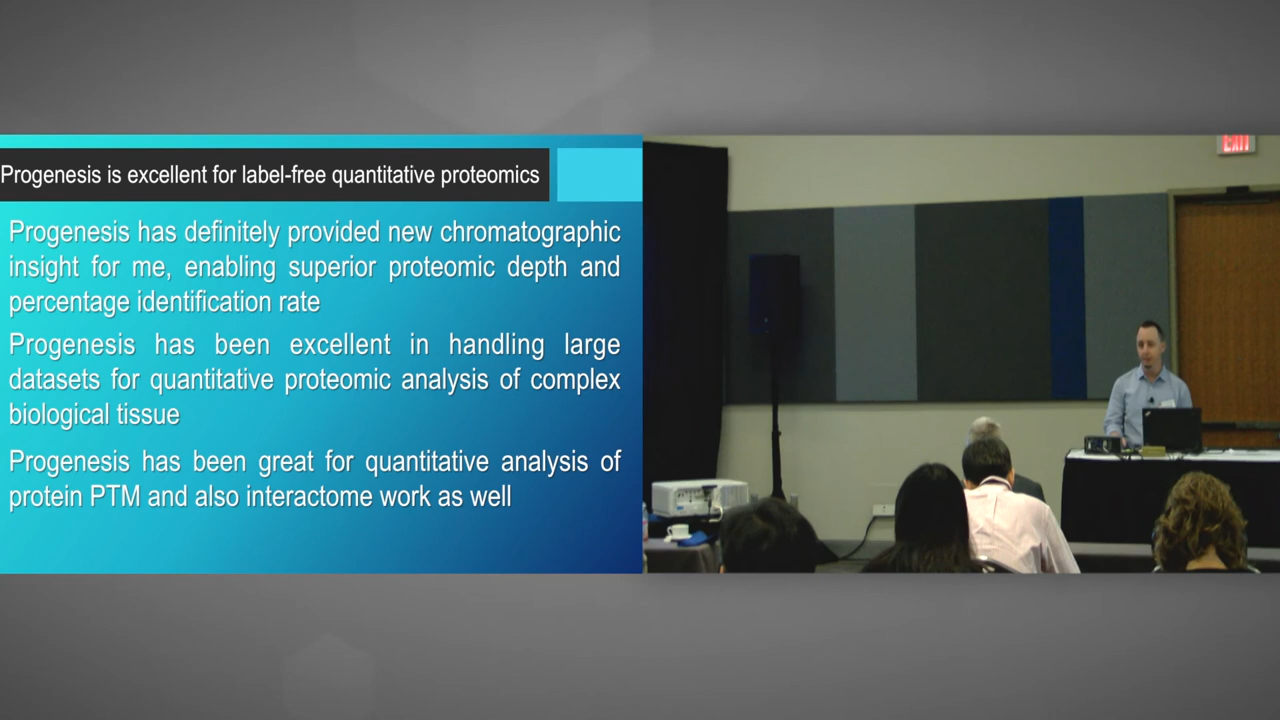 Progenesis is excellent for label-free quantitative proteomics
Progenesis has definitely provided new chromatographic
insight for me, enabling superior proteomic depth and
percentage identification rate
Progenesis has been excellent in handling large
datasets for quantitative proteomic analysis of complex
biological tissue
Progenesis has been great for quantitative analysis of
protein PTM and also interactome work as well
EXIT